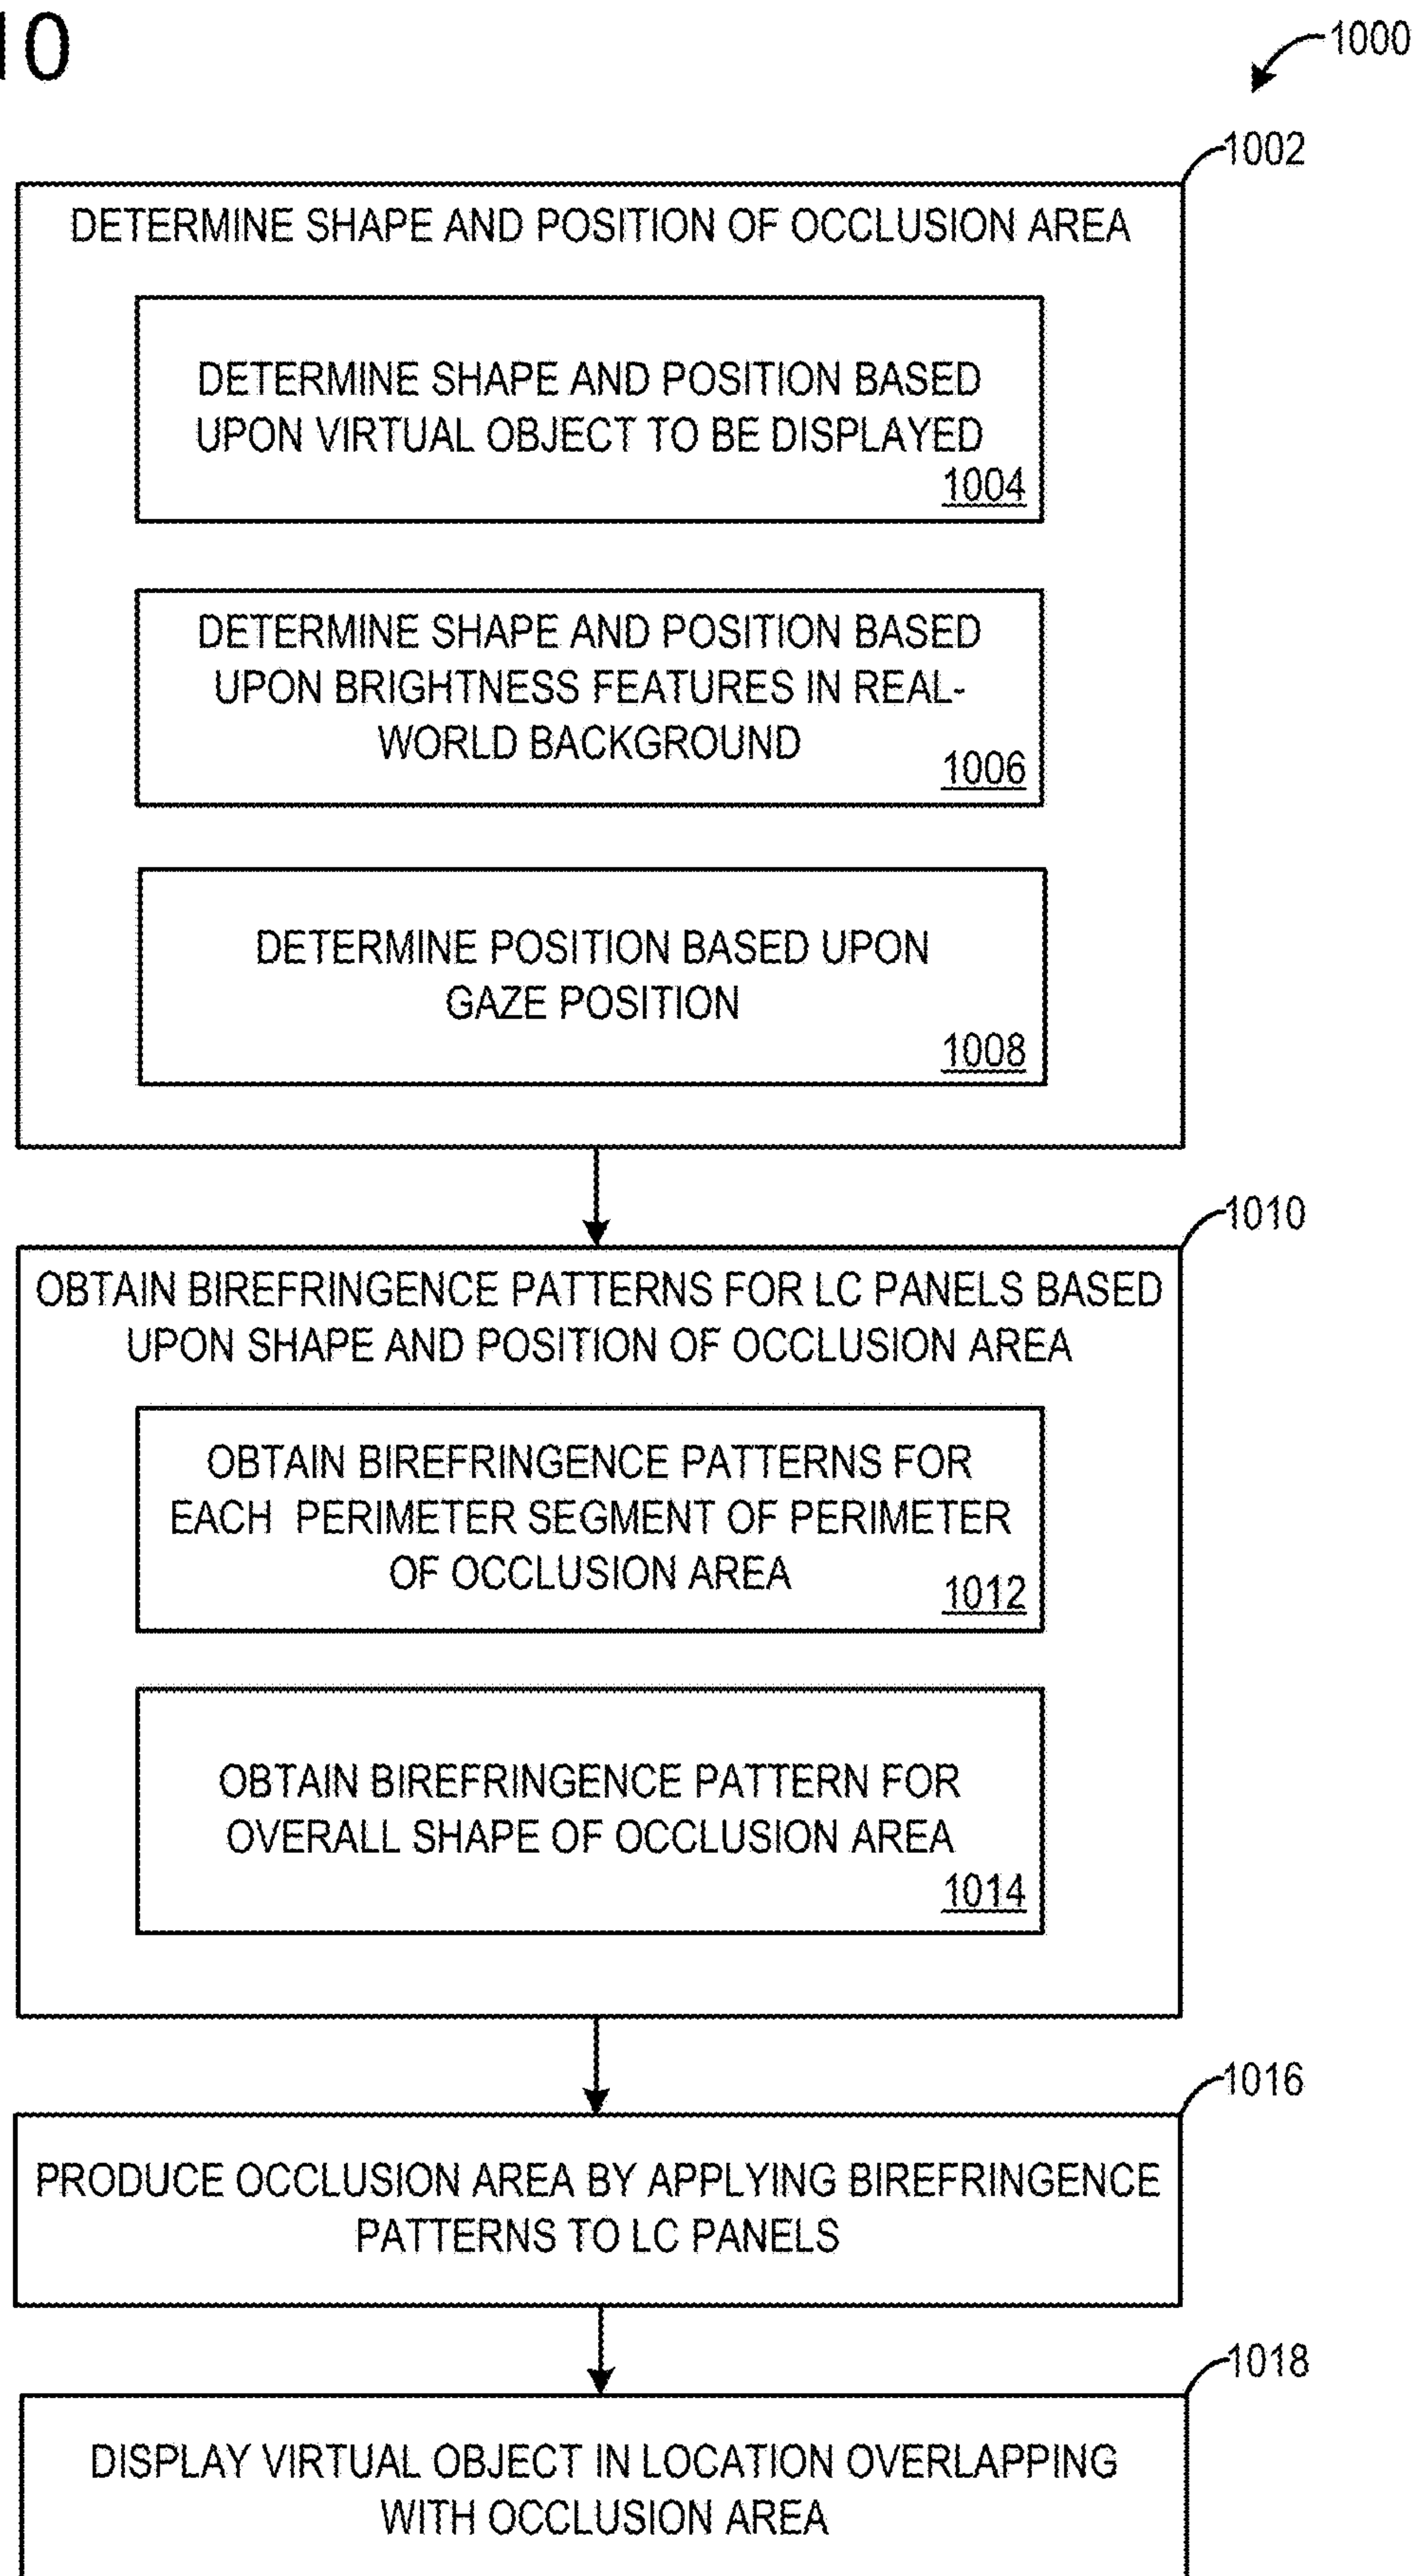 10
1000
1002
DETERMINE SHAPE AND POSITION OF OCCLUSION AREA
DETERMINE SHAPE AND POSITION BASED
UPON VIRTUAL OBJECT TO BE DISPLAYED
1004
DETERMINE SHAPE AND POSITION BASED
UPON BRIGHTNESS FEATURES IN REAL-
WORLD BACKGROUND
1006
DETERMINE POSITION BASED UPON
GAZE POSITION
1008
1010
OBTAIN BIREFRINGENCE PATTERNS FOR LC PANELS BASED
UPON SHAPE AND POSITION OF OCCLUSION AREA
OBTAIN BIREFRINGENCE PATTERNS FOR
EACH PERIMETER SEGMENT OF PERIMETER
OF OCCLUSION AREA
1012
OBTAIN BIREFRINGENCE PATTERN FOR
OVERALL SHAPE OF OCCLUSION AREA
1014
1016
PRODUCE OCCLUSION AREA BY APPLYING BIREFRINGENCE
PATTERNS TO LC PANELS
1018
DISPLAY VIRTUAL OBJECT IN LOCATION OVERLAPPING
WITH OCCLUSION AREA